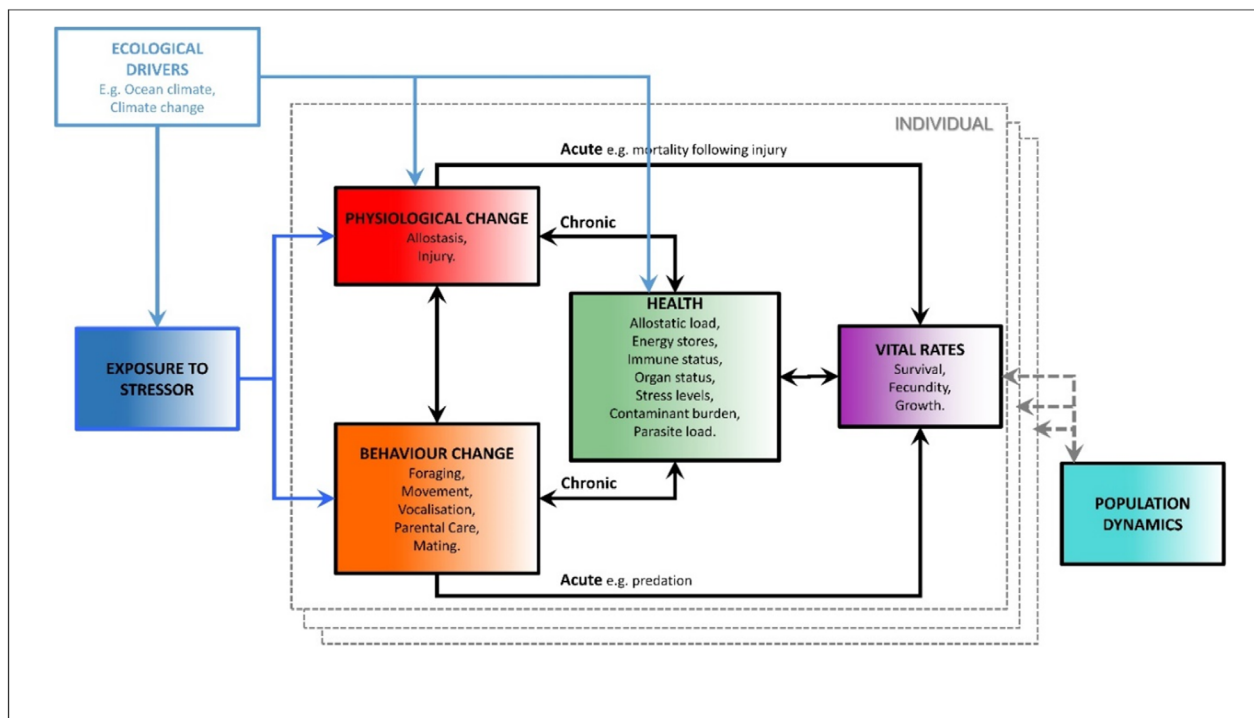 ECOLOGICAL
DRIVERS
E.g. Ocean climate,
Climate change
INDIVIDUAL
Acute e.g. mortality following injury
PHYSIOLOGICAL CHANGE
Allostasis,
Injury.
Chronic
HEALTH
Allostatic load,
Energy stores,
Immune status,
Organ status,
Stress levels,
Contaminant burden,
Parasite load.
EXPOSURE TO
STRESSOR
VITAL RATES
Survival,
Fecundity,
Growth.
BEHAVIOUR CHANGE
Foraging,
Movement,
Vocalisation,
Parental Care,
Mating.
Chronic
Acute e.g. predation
POPULATION
DYNAMICS